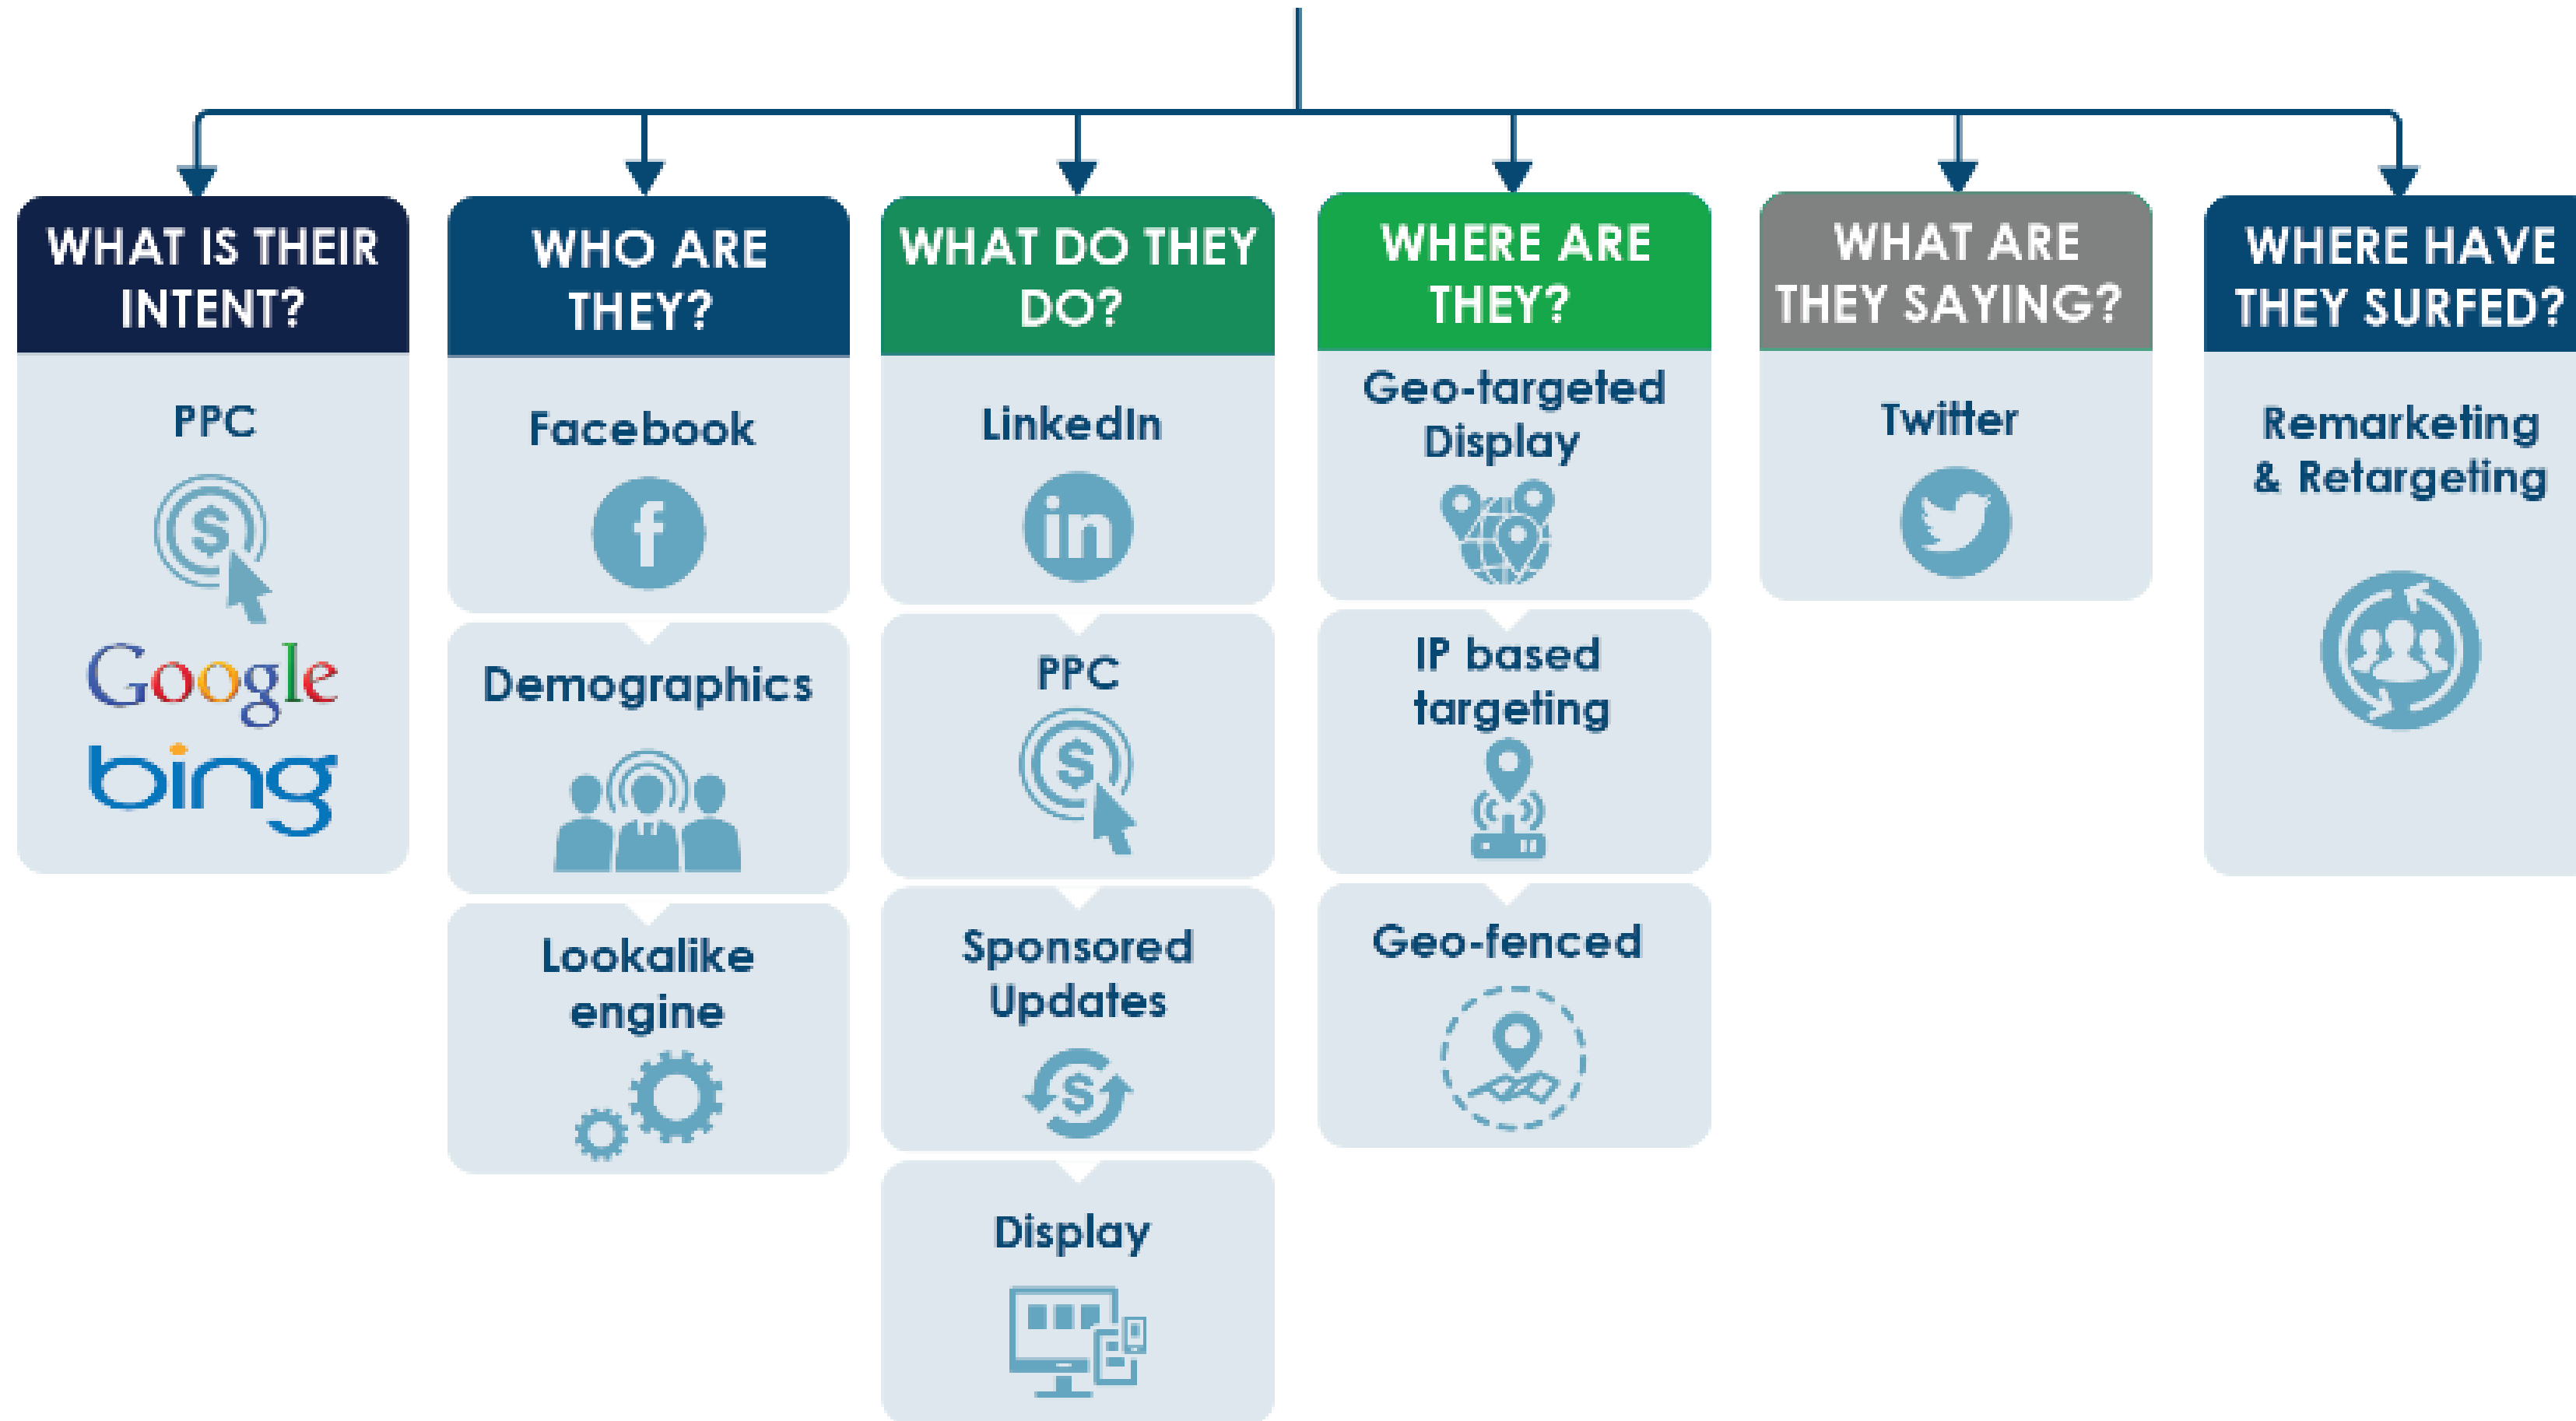 WHAT IS THEIR
INTENT?
PPC
$
Google
bing
WHO ARE
THEY?
Facebook
f
Demographics
Lookalike
engine
WHAT DO THEY
DO?
LinkedIn
in
PPC
$
Sponsored
Updates
$
Display
WHERE ARE
THEY?
Geo-targeted
Display
IP based
targeting
Geo-fenced
WHAT ARE
THEY SAYING?
Twitter
WHERE HAVE
THEY SURFED?
Remarketing
& Retargeting